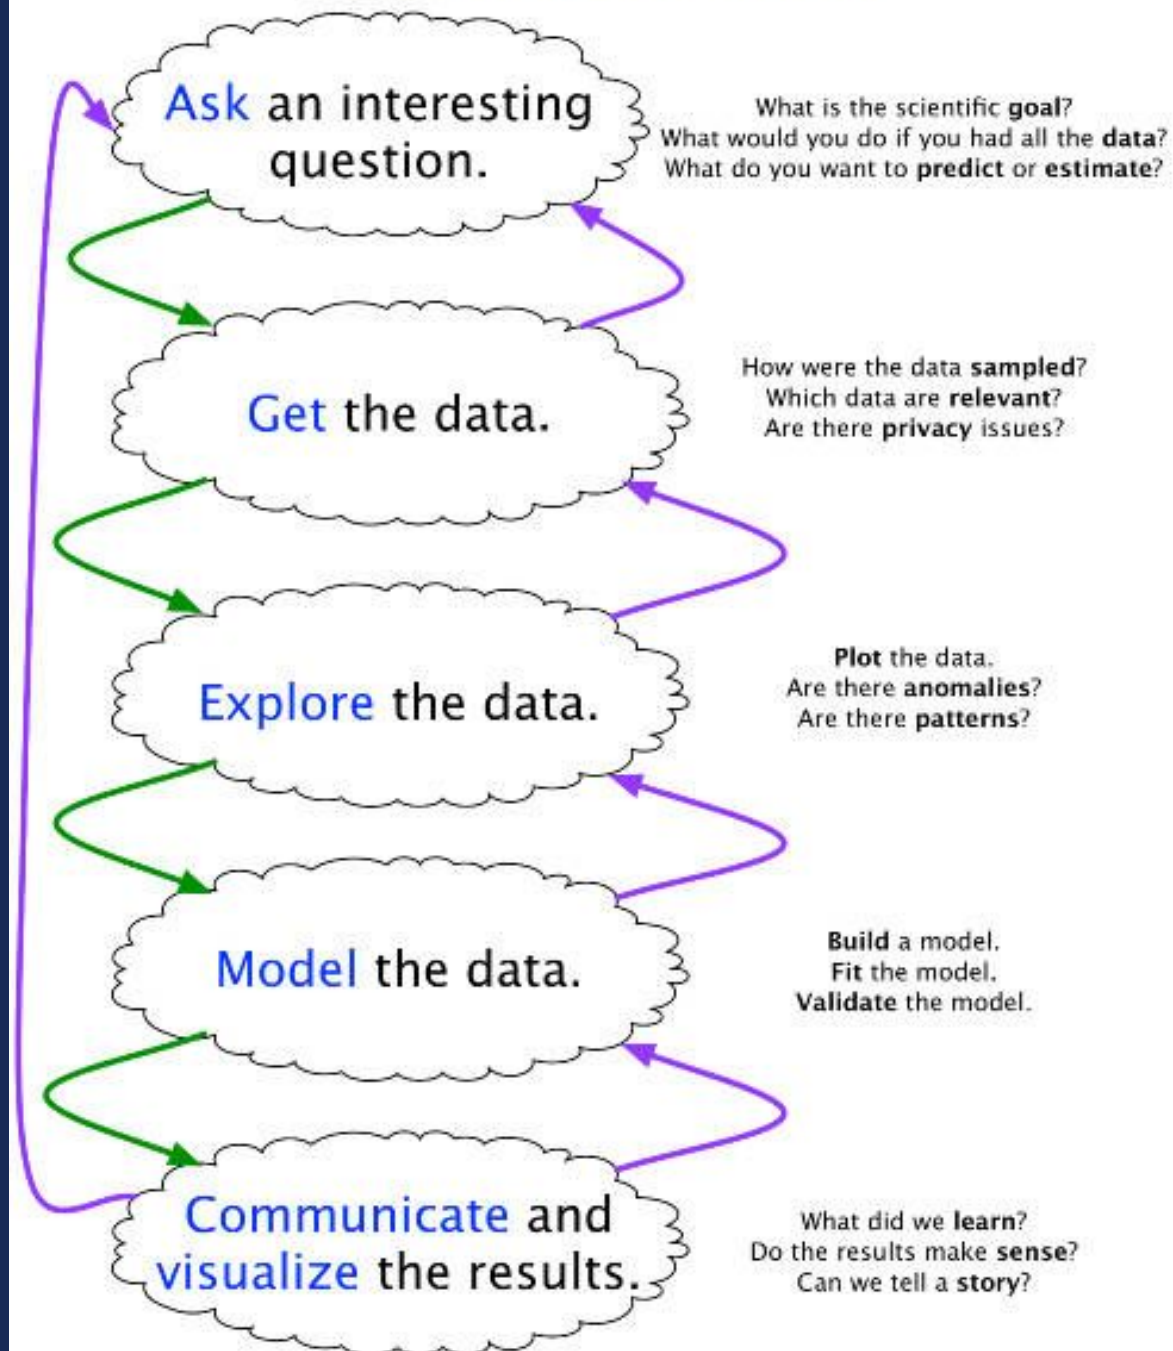 Ask an interesting
question.
What is the scientific goal?
What would you do if you had all the data?
What do you want to predict or estimate?
Get the data.
How were the data sampled?
Which data are relevant?
Are there privacy issues?
Explore the data.
Plot the data.
Are there anomalies?
Are there patterns?
Model the data.
Build a model.
Fit the model.
Validate the model.
Communicate and
visualize the results.
What did we learn?
Do the results make sense?
Can we tell a story?